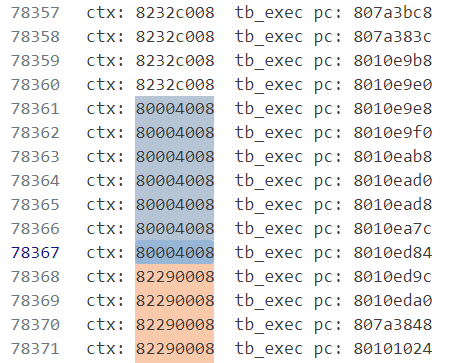 78357 ctx: 8232c008 tb_exec pc: 807a3bc8
78358 ctx: 8232c008 tb_exec pc: 807a383c
78359 ctx: 8232c008 tb_exec pc: 8010e9b8
78360 ctx: 8232c008 tb_exec pc: 8010e9e0
78361 ctx: 80004008 tb_exec pc: 8010e9e8
78362 ctx: 80004008 tb_exec pc: 8010e9f0
78363 ctx: 80004008 tb_exec pc: 8010eab8
78364 ctx: 80004008 tb_exec pc: 8010ead0
78365 ctx: 80004008 tb_exec pc: 8010ead8
78366 ctx: 80004008 tb_exec pc: 8010ea7c
78367 ctx: 80004008 tb_exec pc: 8010ed84
78368 ctx: 82290008 tb_exec pc: 8010ed9c
78369 ctx: 82290008 tb_exec pc: 8010eda0
78370 ctx: 82290008 tb_exec pc: 807a3848
78371 ctx: 82290008 tb_exec pc: 80101024